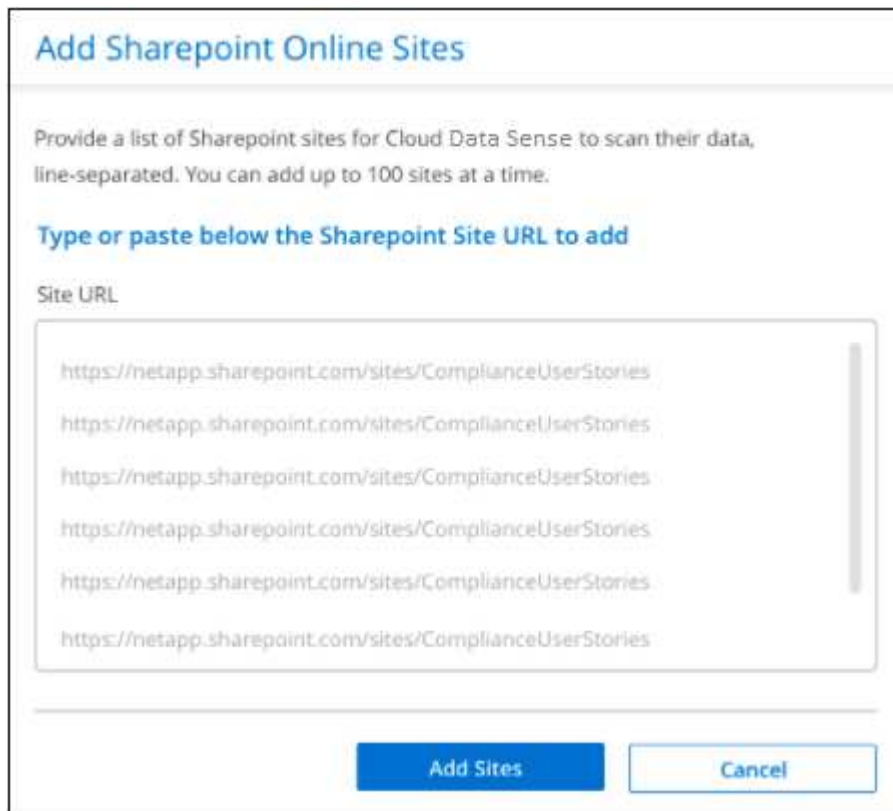 Add Sharepoint Online Sites
Provide a list of Sharepoint sites for Cloud Data Sense to scan their data,
line-separated. You can add up to 100 sites at a time.
Type or paste below the Sharepoint Site URL to add
Site URL
https://netapp.sharepoint.com/sites/ComplianceUserStories
https://netapp.sharepoint.com/sites/ComplianceUserStories
https://netapp.sharepoint.com/sites/ComplianceUserStories
https://netapp.sharepoint.com/sites/ComplianceUserStories
https://netapp.sharepoint.com/sites/ComplianceUserStories
https://netapp.sharepoint.com/sites/ComplianceUserStories
Add Sites
Cancel